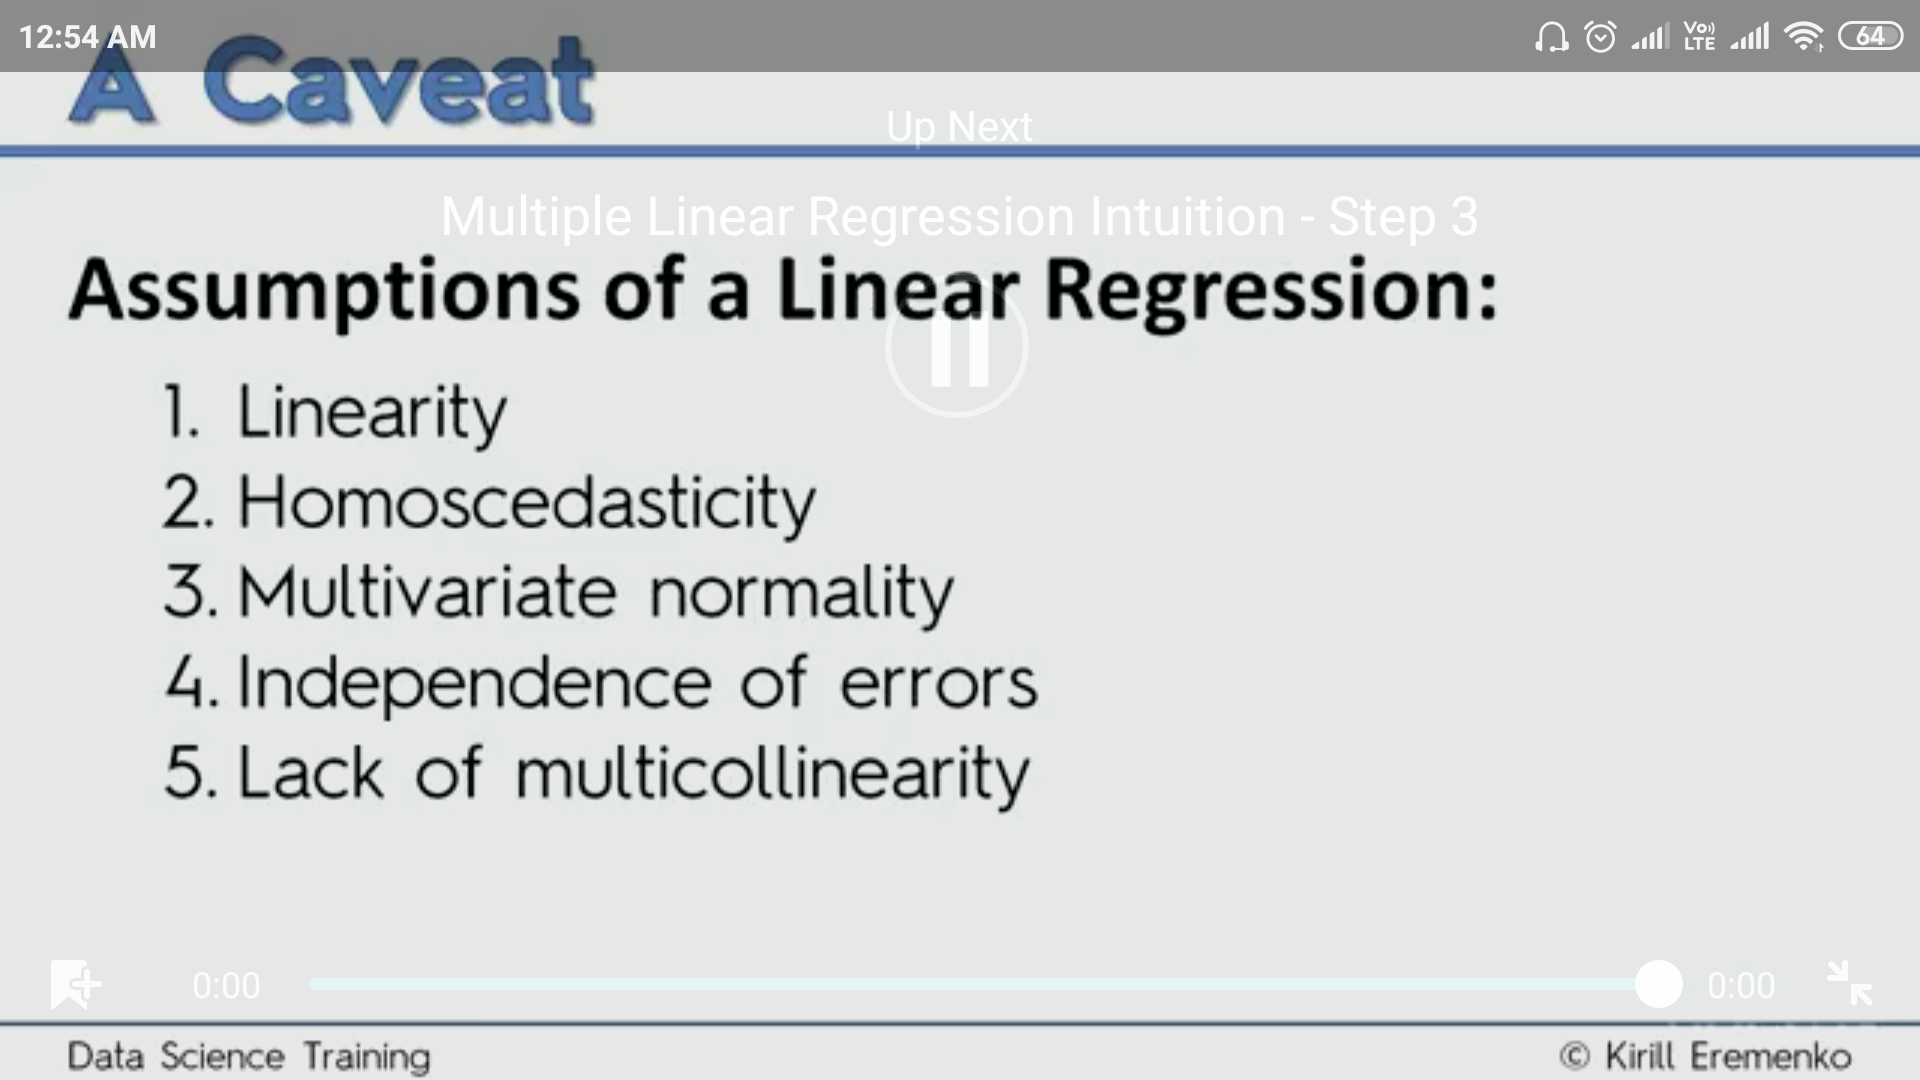 12:54 AM
Vo)) LTE
64
A Caveat
Up Next
Multiple Linear Regression Intuition - Step 3
Assumptions of a Linear Regression:
1. Linearity
2. Homoscedasticity
3. Multivariate normality
4. Independence of errors
5. Lack of multicollinearity
0:00
0:00
Data Science Training
© Kirill Eremenko